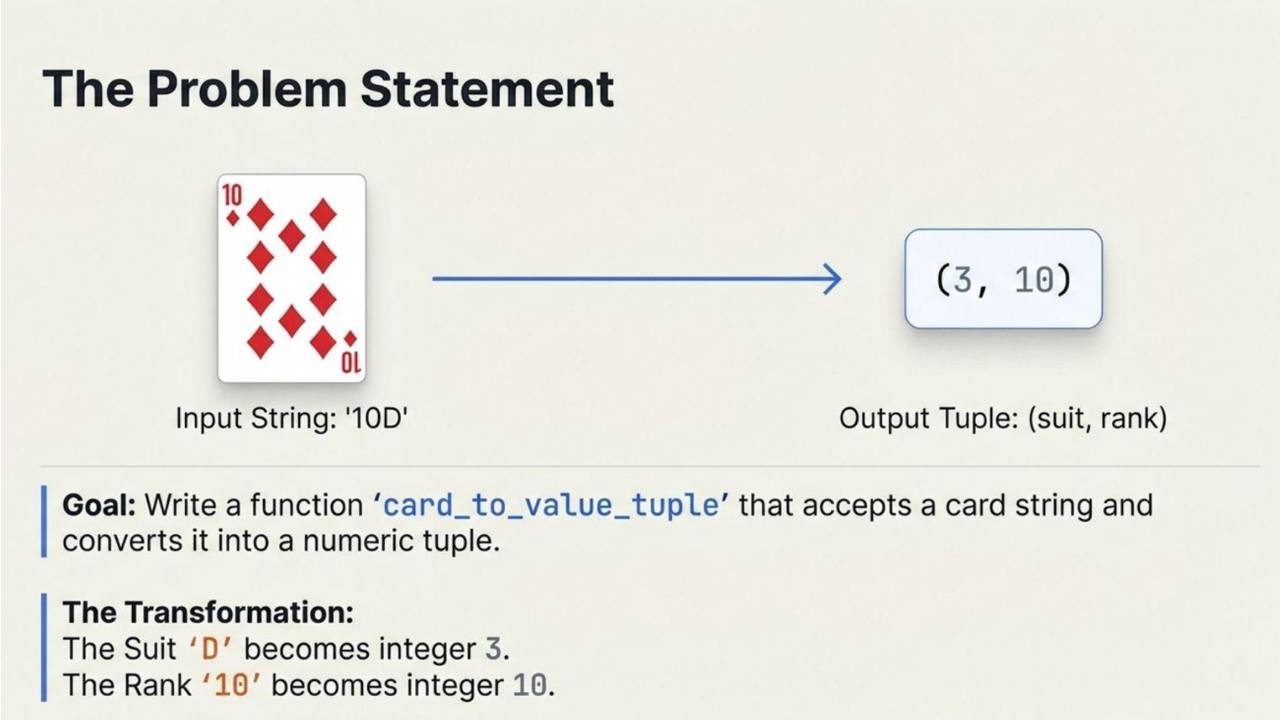 The Problem Statement
10
10
(3, 10)
Input String: '10D'
Output Tuple: (suit, rank)
Goal: Write a function ‘card_to_value_tuple’ that accepts a card string and
converts it into a numeric tuple.
The Transformation:
The Suit ‘D’ becomes integer 3.
The Rank ‘10’ becomes integer 10.